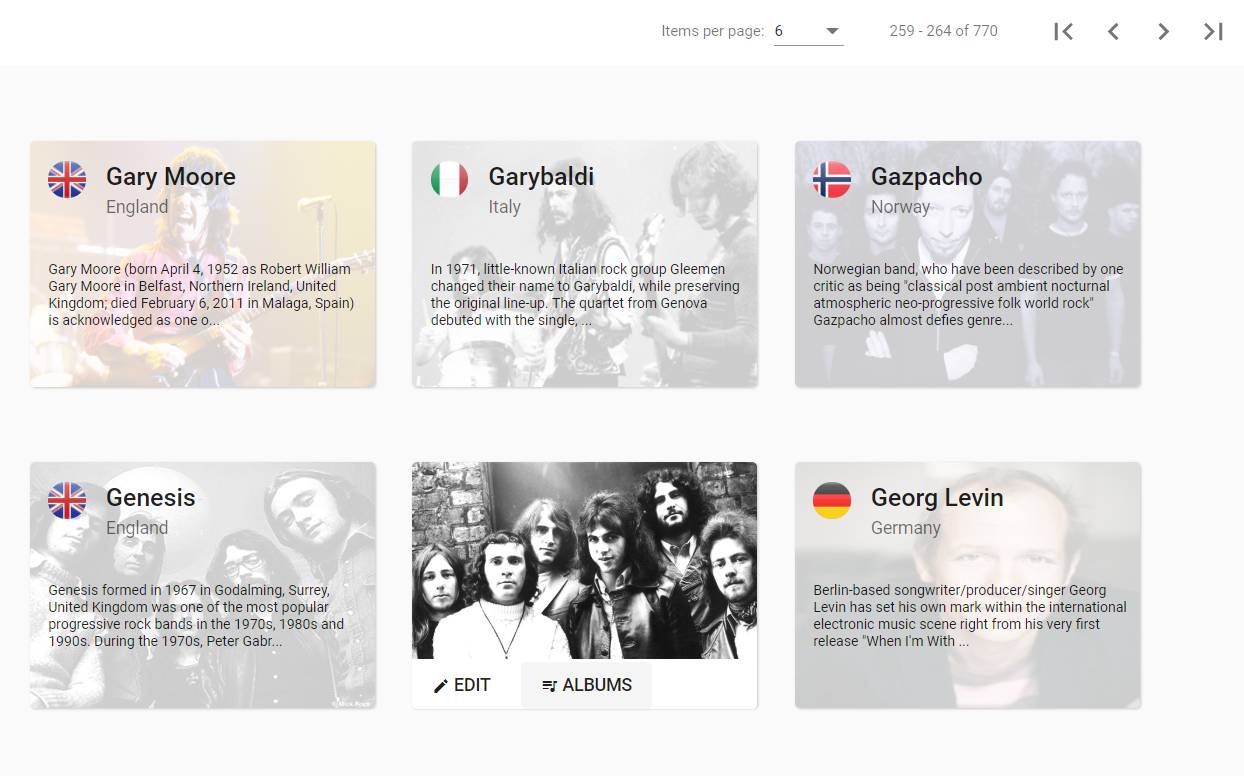 Items per page: 6 259 - 264 of 770
Gary Moore
England
Gary Moore (born April 4, 1952 as Robert William
Gary Moore in Belfast, Northern Ireland, United
Kingdom; died February 6, 2011 in Malaga, Spain)
is acknowledged as one o...
Garybaldi
Italy
In 1971, little-known Italian rock group Gleemen
changed their name to Garybaldi, while preserving
the original line-up. The quartet from Genova
debuted with the single, ...
Gazpacho
Norway
Norwegian band, who have been described by one
critic as being "classical post ambient nocturnal
atmospheric neo-progressive folk world rock"
Gazpacho almost defies genre...
Genesis
England
Genesis formed in 1967 in Godalming, Surrey,
United Kingdom was one of the most popular
progressive rock bands in the 1970s, 1980s and
1990s. During the 1970s, Peter Gabr...
© Mick Rock
EDIT ALBUMS
Georg Levin
Germany
Berlin-based songwriter/producer/singer Georg
Levin has set his own mark within the international
electronic music scene right from his very first
release "When I'm With ...